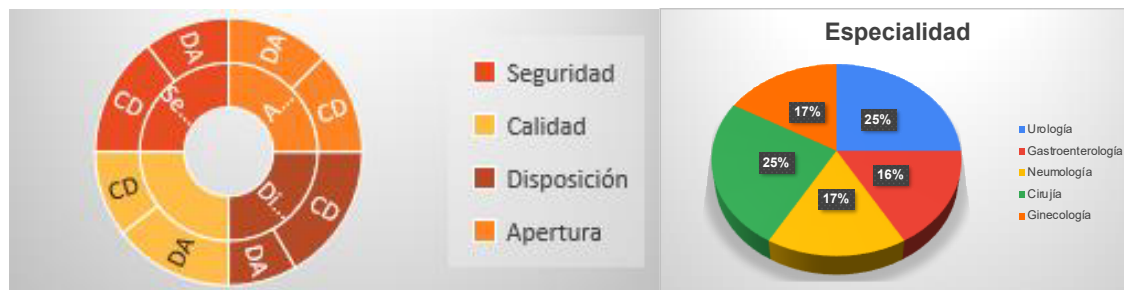 DA
DA
CD
Se...
A...
CD
CD
Di...
CD
DA
DA
Seguridad
Calidad
Disposición
Apertura
Especialidad
17%
25%
25%
16%
17%
Urología
Gastroenterología
Neumología
Cirujía
Ginecología